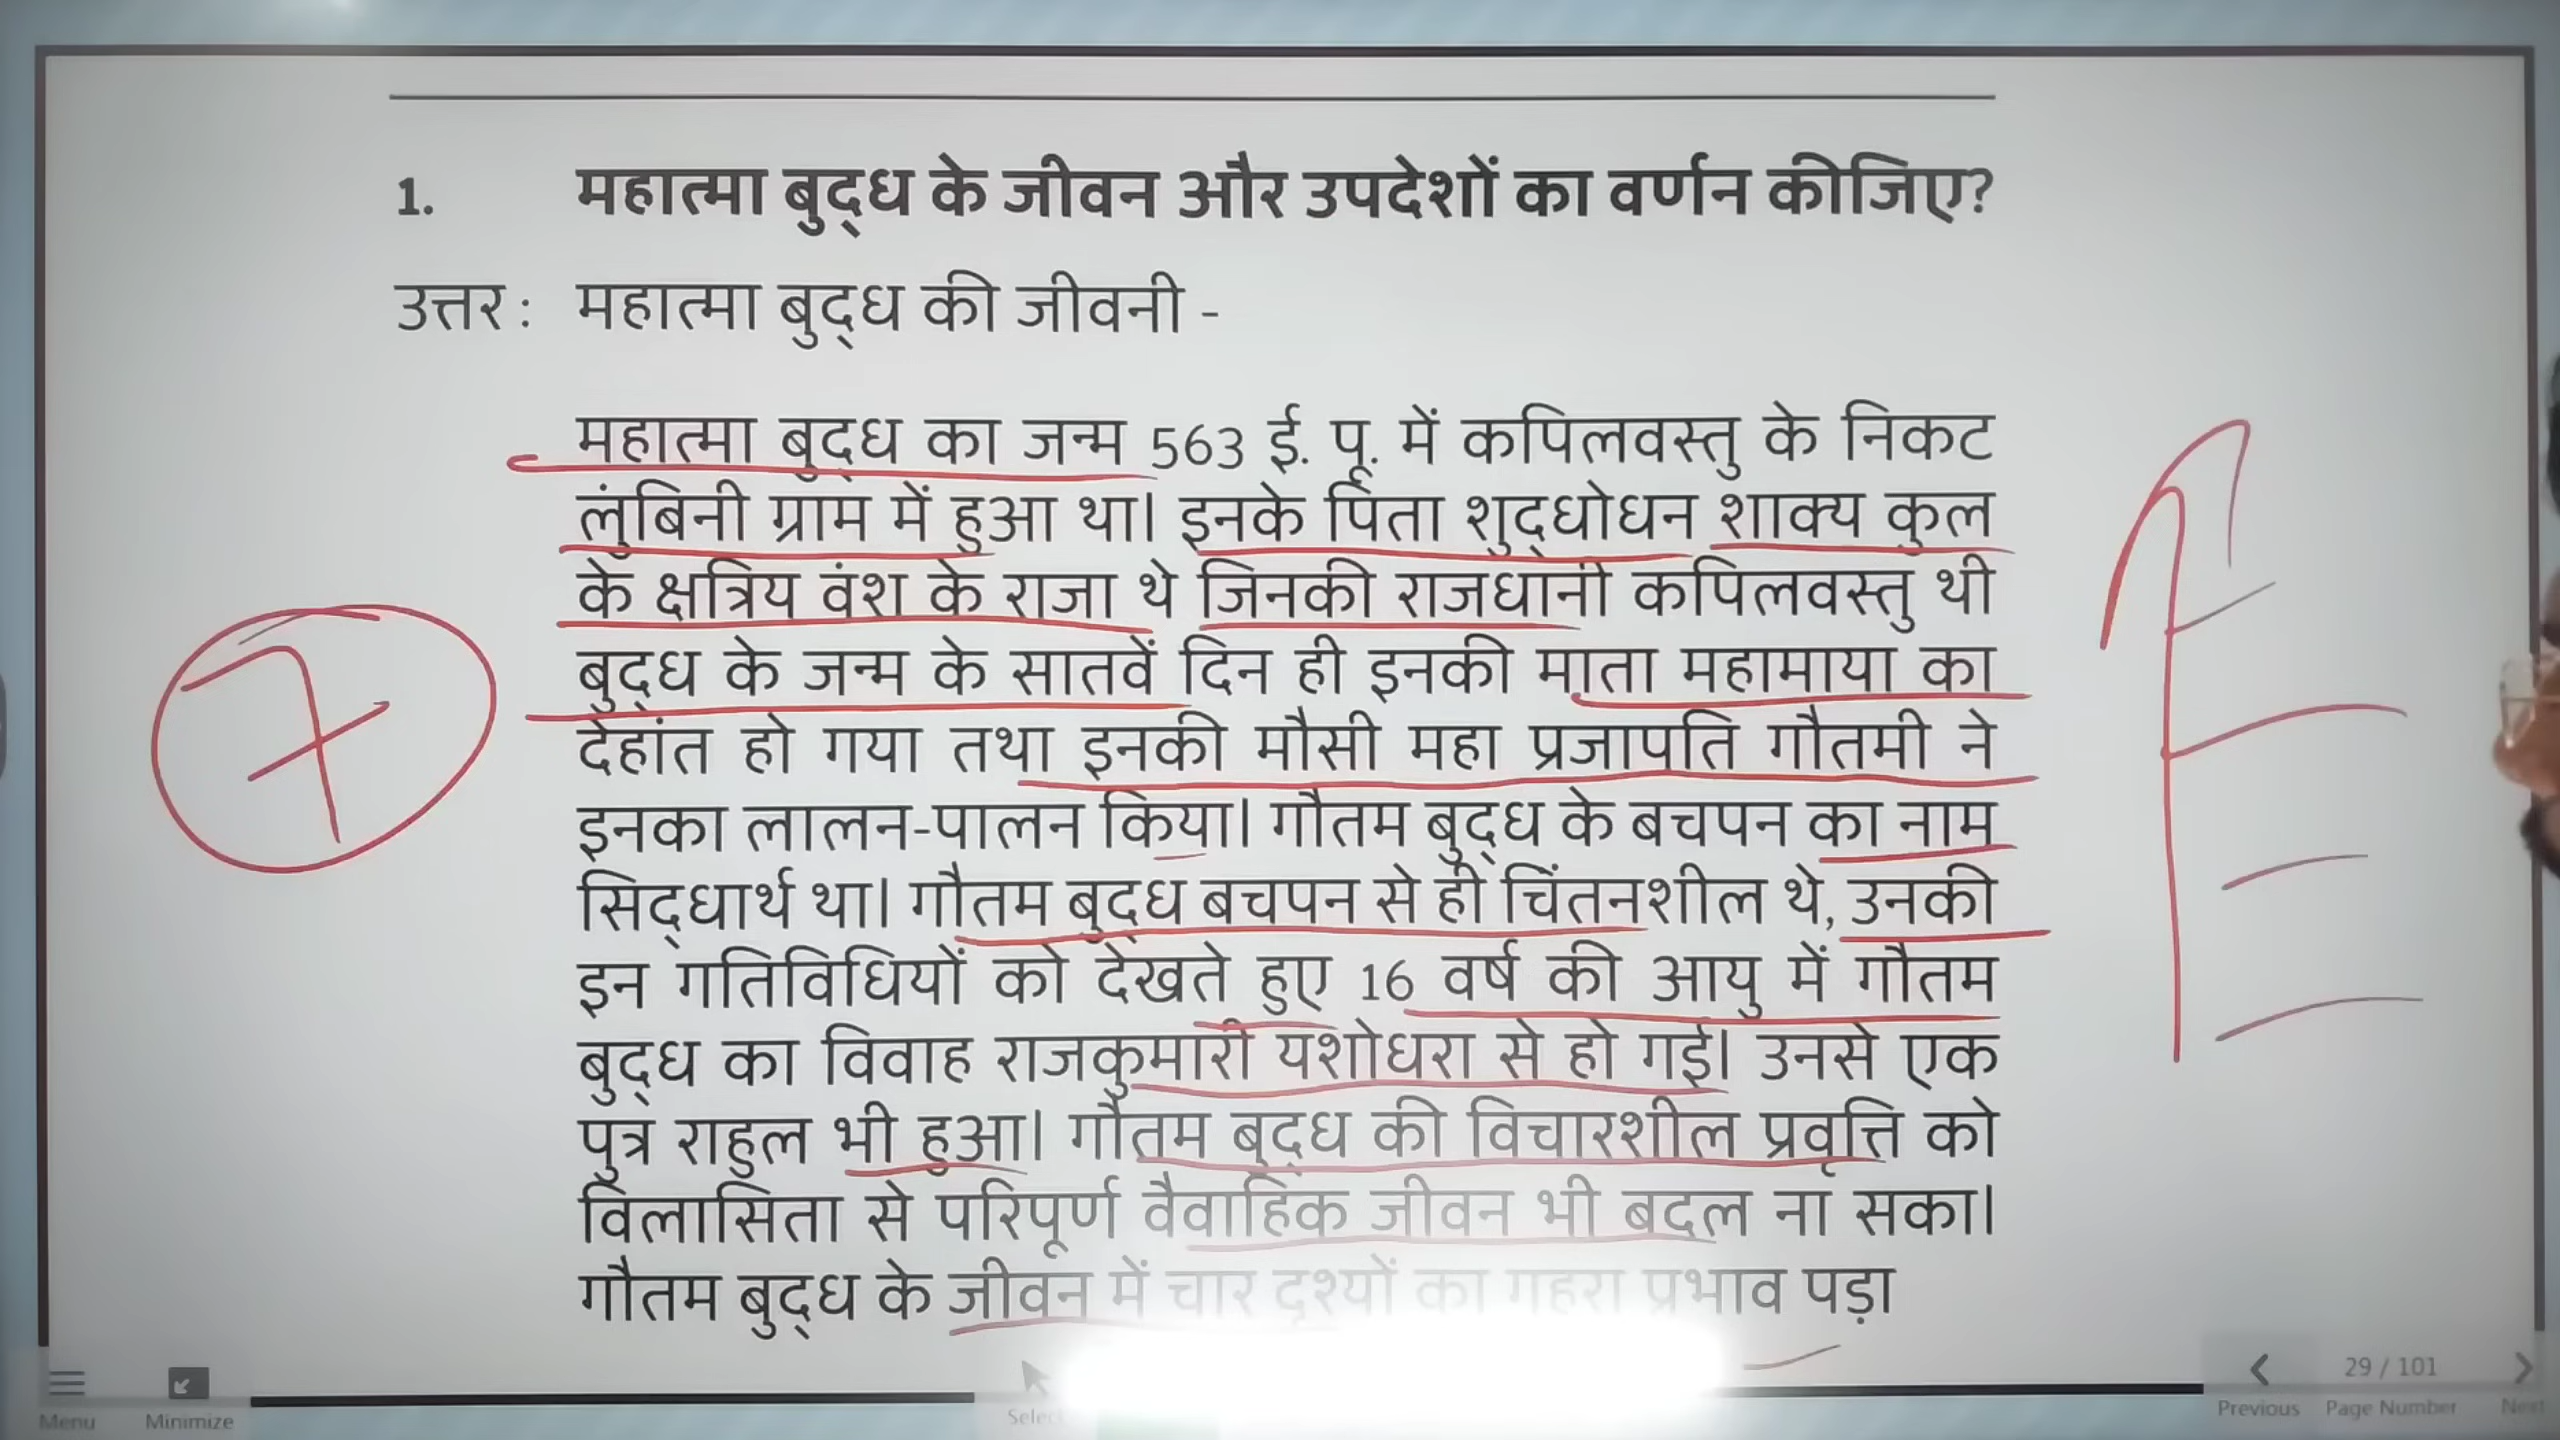 1. महात्मा बुद्ध के जीवन और उपदेशों का वर्णन कीजिए?
उत्तर : महात्मा बुद्ध की जीवनी -
महात्मा बुद्ध का जन्म 563 ई. पू. में कपिलवस्तु के निकट
लुंबिनी ग्राम में हुआ था। इनके पिता शुद्धोधन शाक्य कुल
के क्षत्रिय वंश के राजा थे जिनकी राजधानी कपिलवस्तु थी
बुद्ध के जन्म के सातवें दिन ही इनकी माता महामाया का
देहांत हो गया तथा इनकी मौसी महा प्रजापति गौतमी ने
इनका लालन-पालन किया। गौतम बुद्ध के बचपन का नाम
सिद्धार्थ था। गौतम बुद्ध बचपन से ही चिंतनशील थे, उनकी
इन गतिविधियों को देखते हुए 16 वर्ष की आयु में गौतम
बुद्ध का विवाह राजकुमारी यशोधरा से हो गई। उनसे एक
पुत्र राहुल भी हुआ। गौतम बुद्ध की विचारशील प्रवृत्ति को
विलासिता से परिपूर्ण वैवाहिक जीवन भी बदल ना सका।
गौतम बुद्ध के जीवन में चार दृश्यों का गहरा प्रभाव पड़ा
7
29 / 101
Menu Minimize Select Previous Page Number Next